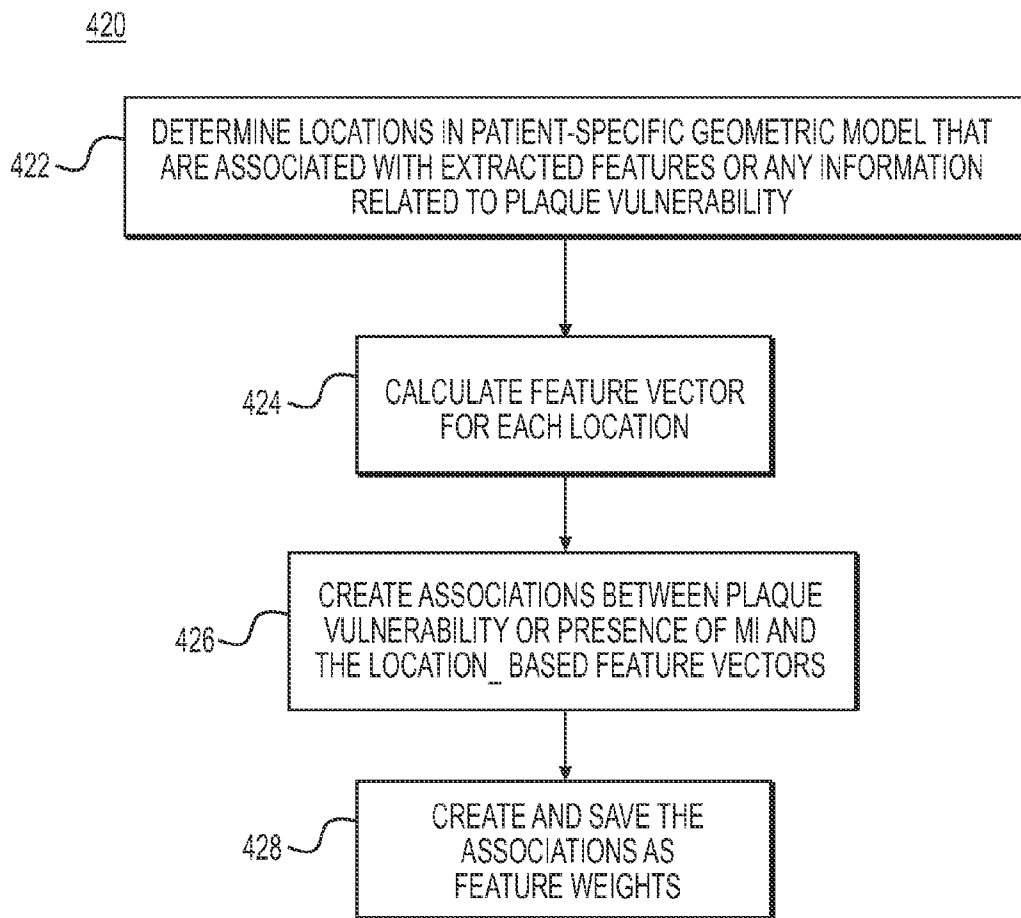 420
DETERMINE LOCATIONS IN PATIENT-SPECIFIC GEOMETRIC MODEL THAT
ARE ASSOCIATED WITH EXTRACTED FEATURES OR ANY INFORMATION
RELATED TO PLAQUE VULNERABILITY
422
CALCULATE FEATURE VECTOR
FOR EACH LOCATION
424
CREATE ASSOCIATIONS BETWEEN PLAQUE
VULNERABILITY OR PRESENCE OF MI AND
THE LOCATION_ BASED FEATURE VECTORS
426
CREATE AND SAVE THE
ASSOCIATIONS AS
FEATURE WEIGHTS
428